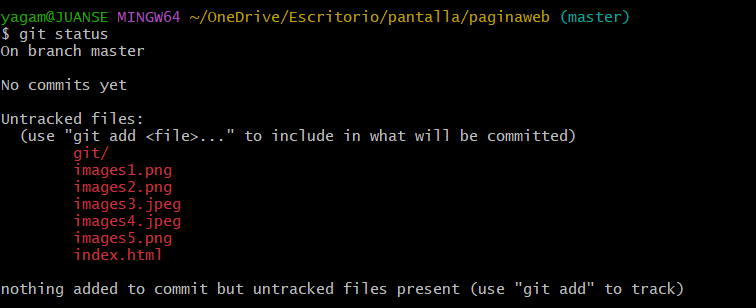 yagam@JUANSE MINGW64 ~/OneDrive/Escritorio/pantalla/paginaweb (master)
$ git status
On branch master
No commits yet
Untracked files:
(use "git add <file>..." to include in what will be committed)
git/
images1.png
images2.png
images3.jpeg
images4.jpeg
images5.png
index.html
nothing added to commit but untracked files present (use "git add" to track)